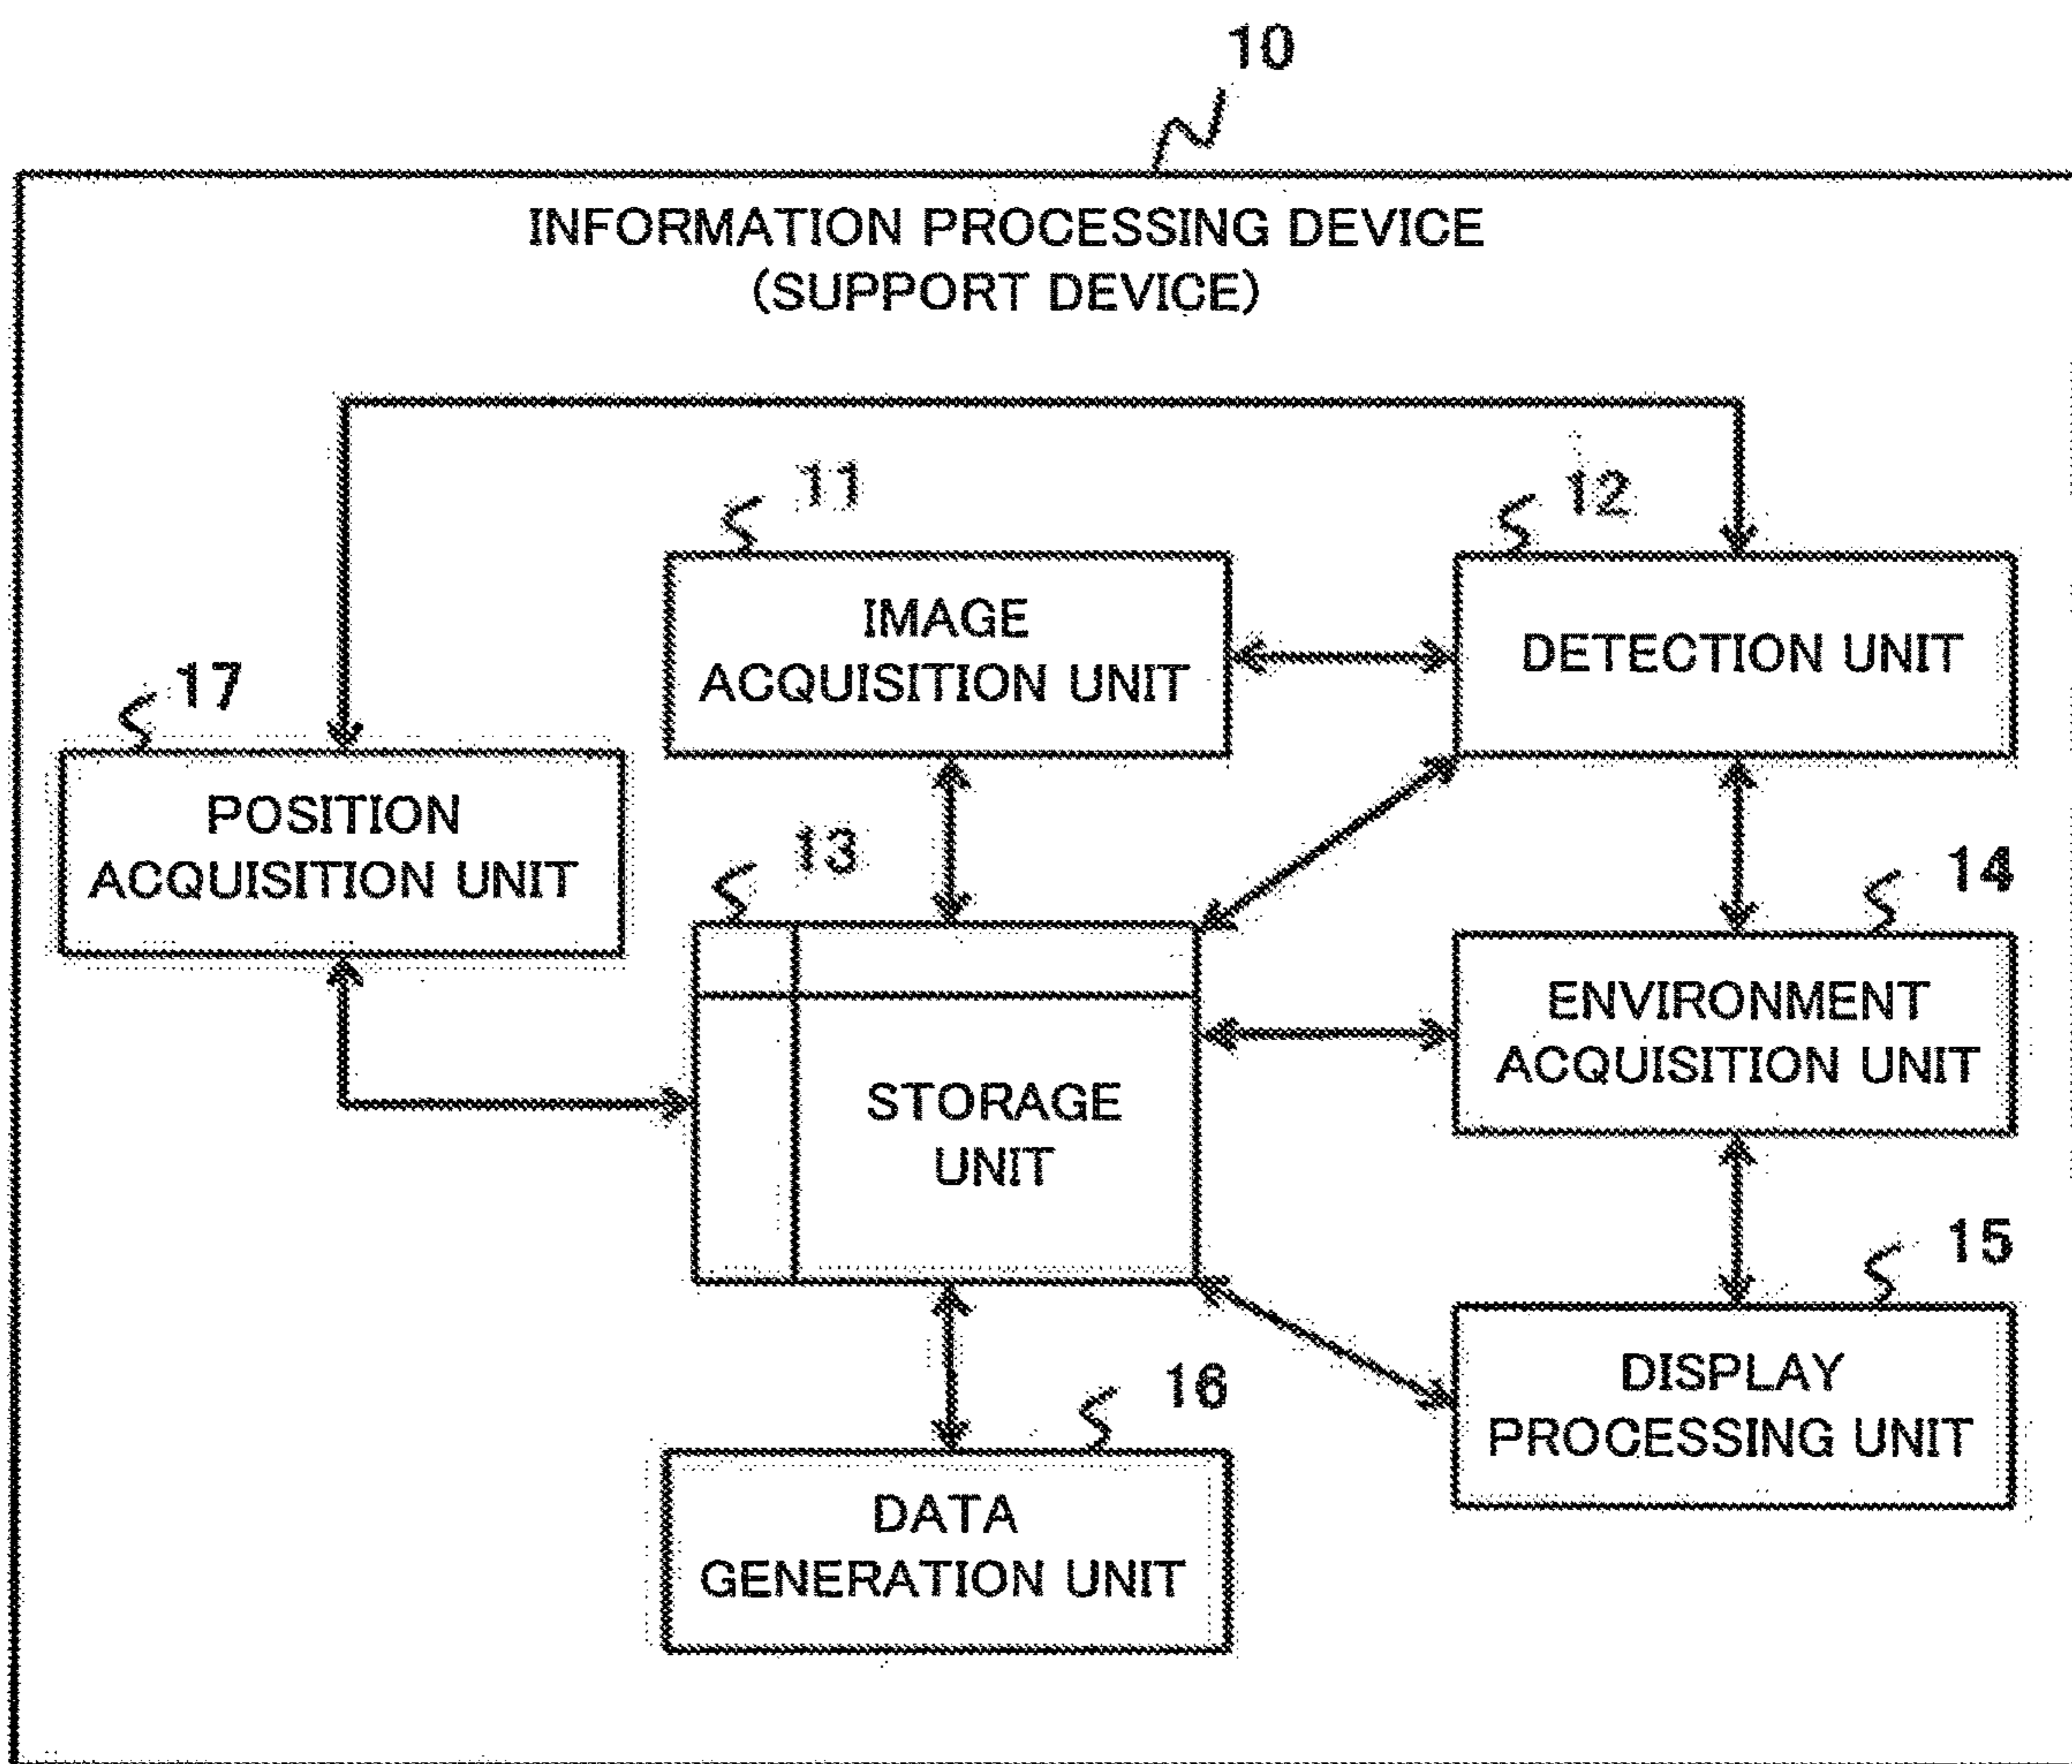 10
INFORMATION PROCESSING DEVICE
(SUPPORT DEVICE)
11
12
IMAGE
ACQUISITION UNIT
DETECTION UNIT
17
POSITION
ACQUISITION UNIT
13
14
STORAGE
UNIT
ENVIRONMENT
ACQUISITION UNIT
15
DISPLAY
PROCESSING UNIT
16
DATA
GENERATION UNIT